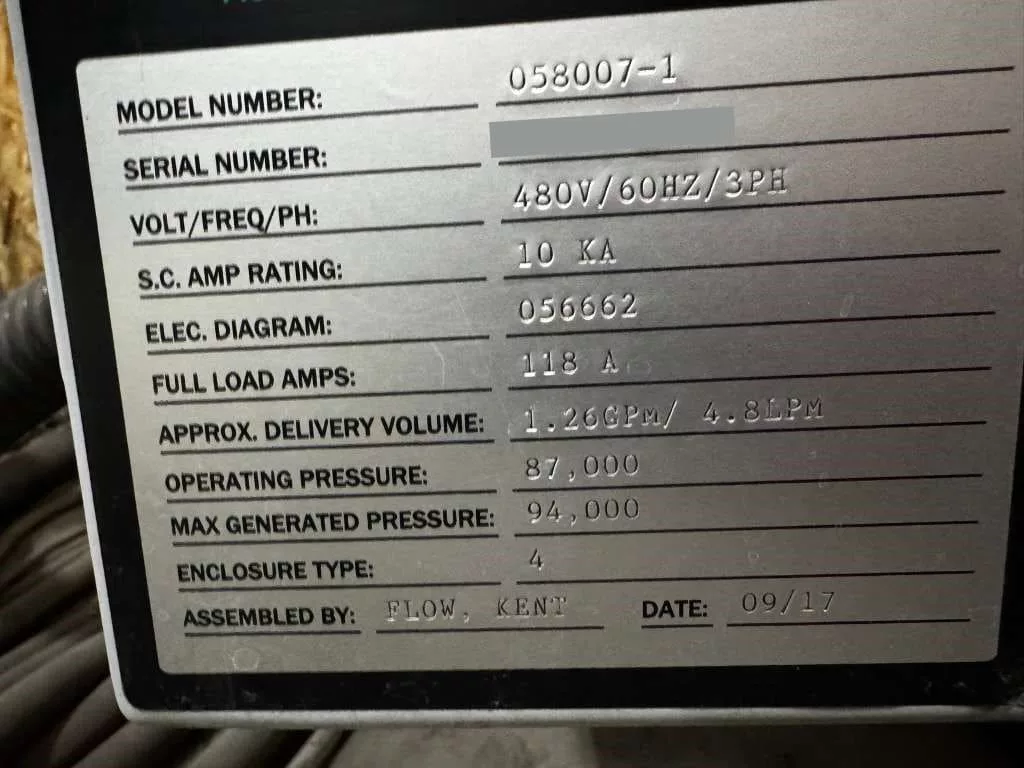 MODEL NUMBER: 058007-1
SERIAL NUMBER:
VOLT/FREQ/PH: 480V/60HZ/3PH
S.C. AMP RATING: 10 KA
ELEC. DIAGRAM: 056662
FULL LOAD AMPS: 118 A
APPROX. DELIVERY VOLUME: 1.26GPM/ 4.8LPM
OPERATING PRESSURE: 87,000
MAX GENERATED PRESSURE: 94,000
ENCLOSURE TYPE: 4
ASSEMBLED BY: FLOW, KENT DATE: 09/17